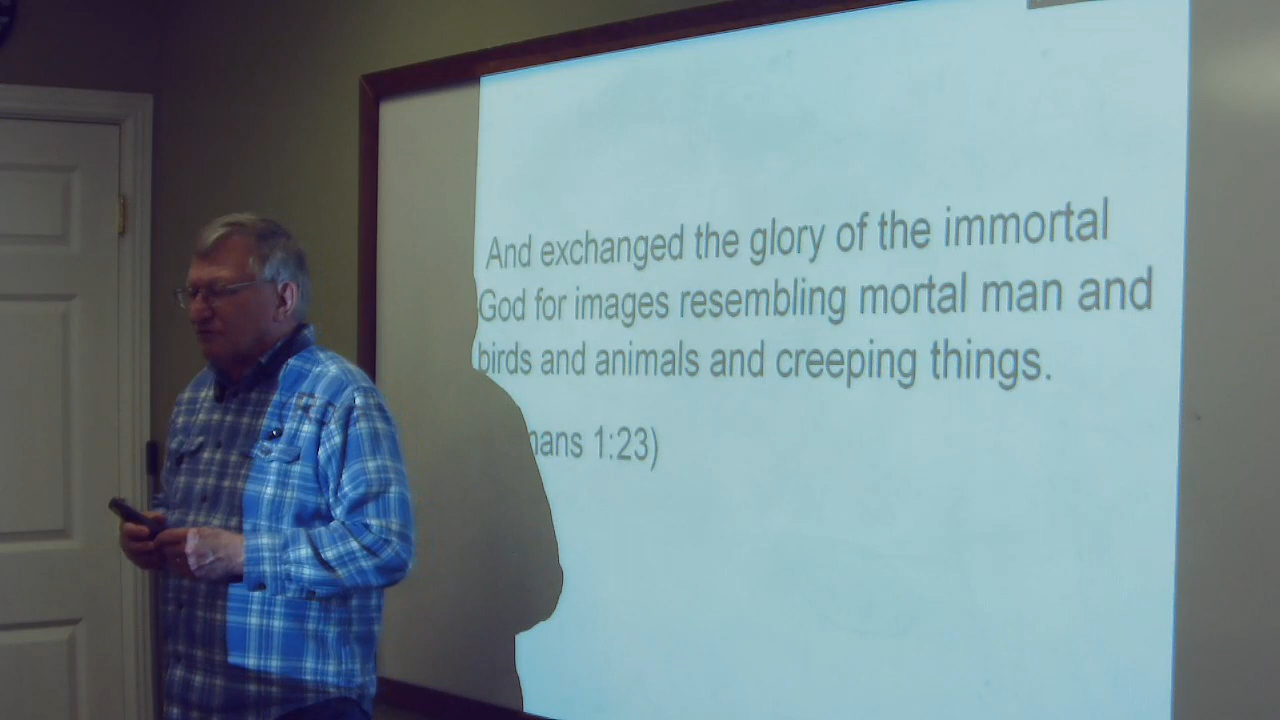 And exchanged the glory of the immortal
God for images resembling mortal man and
birds and animals and creeping things.
mans 1:23)